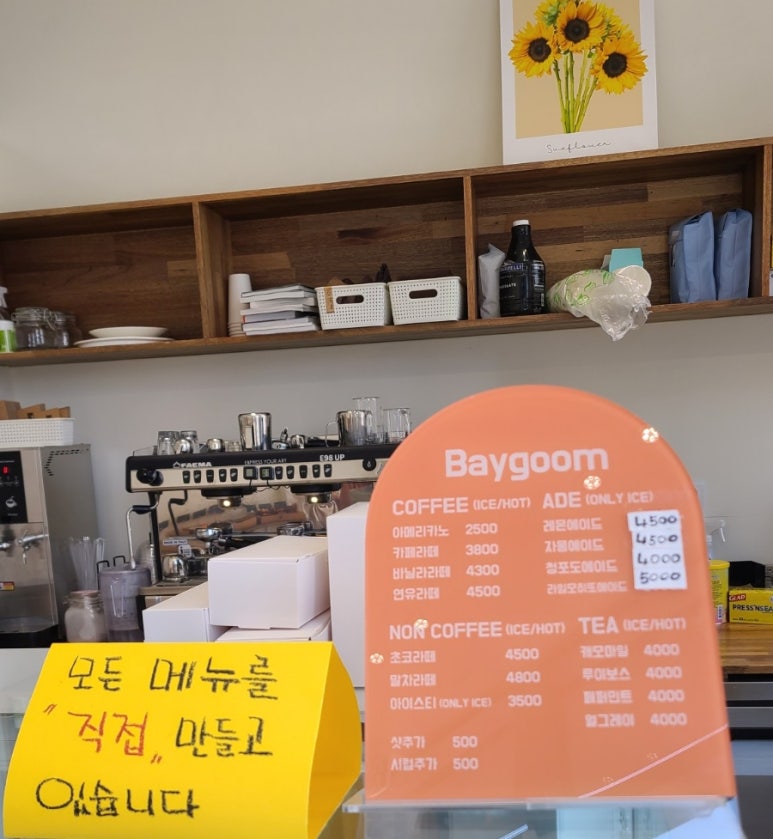 Sunflower
FAEMA
EXPRESS YOUR ART
E98 UP
Baygoom
COFFEE (ICE/HOT)
아메리카노 2500
카페라떼 3800
바닐라라떼 4300
연유라떼 4500
ADE (ONLY ICE)
레몬에이드 4500
자몽에이드 4500
청포도에이드 4000
라임모히또에이드 5000
NON COFFEE (ICE/HOT)
초코라떼 4500
말차라떼 4800
아이스티 (ONLY ICE) 3500
샷추가 500
시럽추가 500
TEA (ICE/HOT)
캐모마일 4000
루이보스 4000
페퍼민트 4000
얼그레이 4000
모든 메뉴를
"직접" 만들고
있습니다
GLAD
PRESS'NSEA